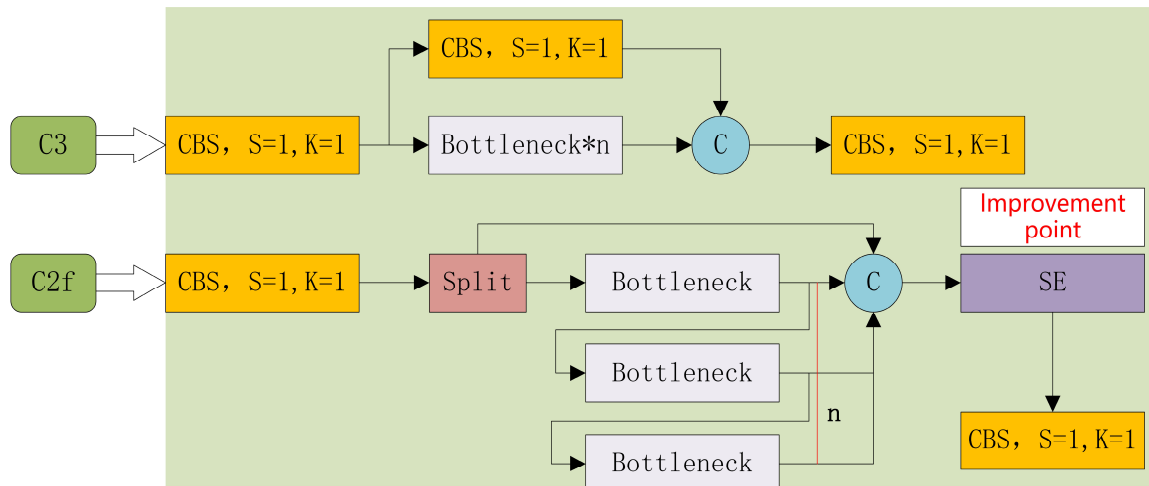 CBS, S=1,K=1
C3
CBS, S=1,K=1
Bottleneck*n
C
CBS, S=1,K=1
Improvement
point
C2f
CBS, S=1,K=1
Split
Bottleneck
C
SE
Bottleneck
n
Bottleneck
CBS, S=1,K=1